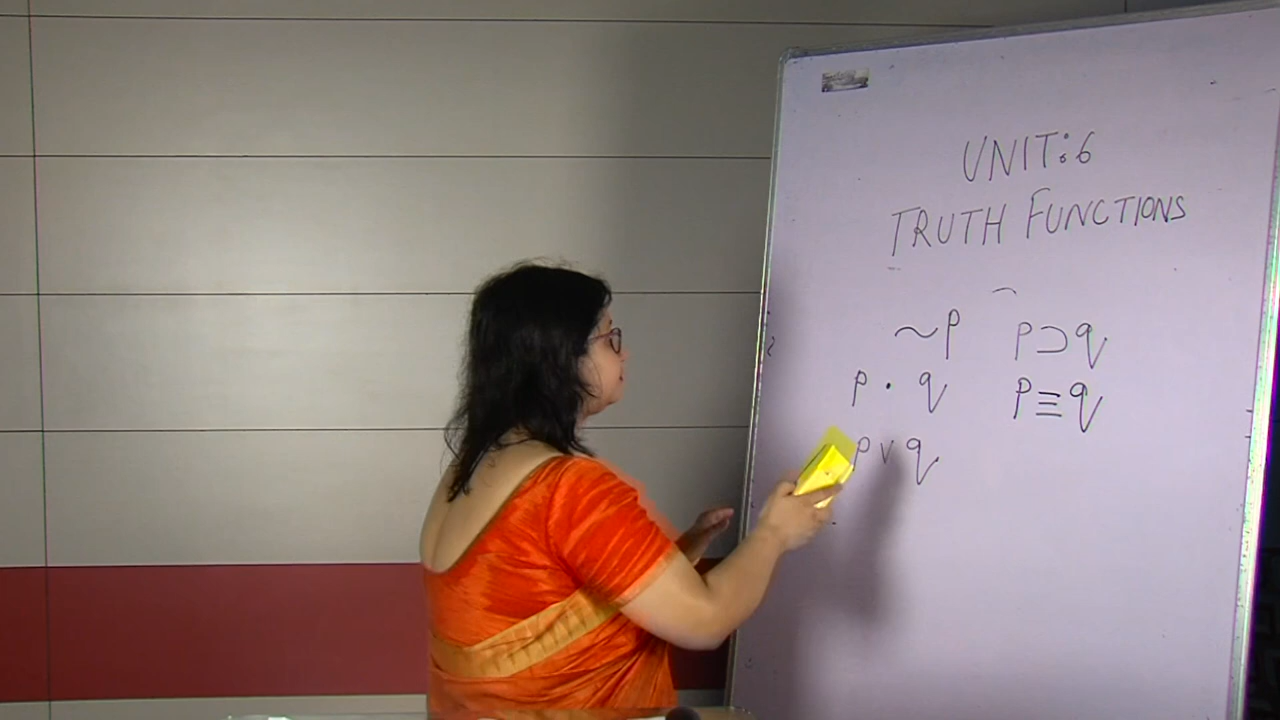 UNIT:6
TRUTH FUNCTIONS
~p p⊃q
p · q p≡q
p v q